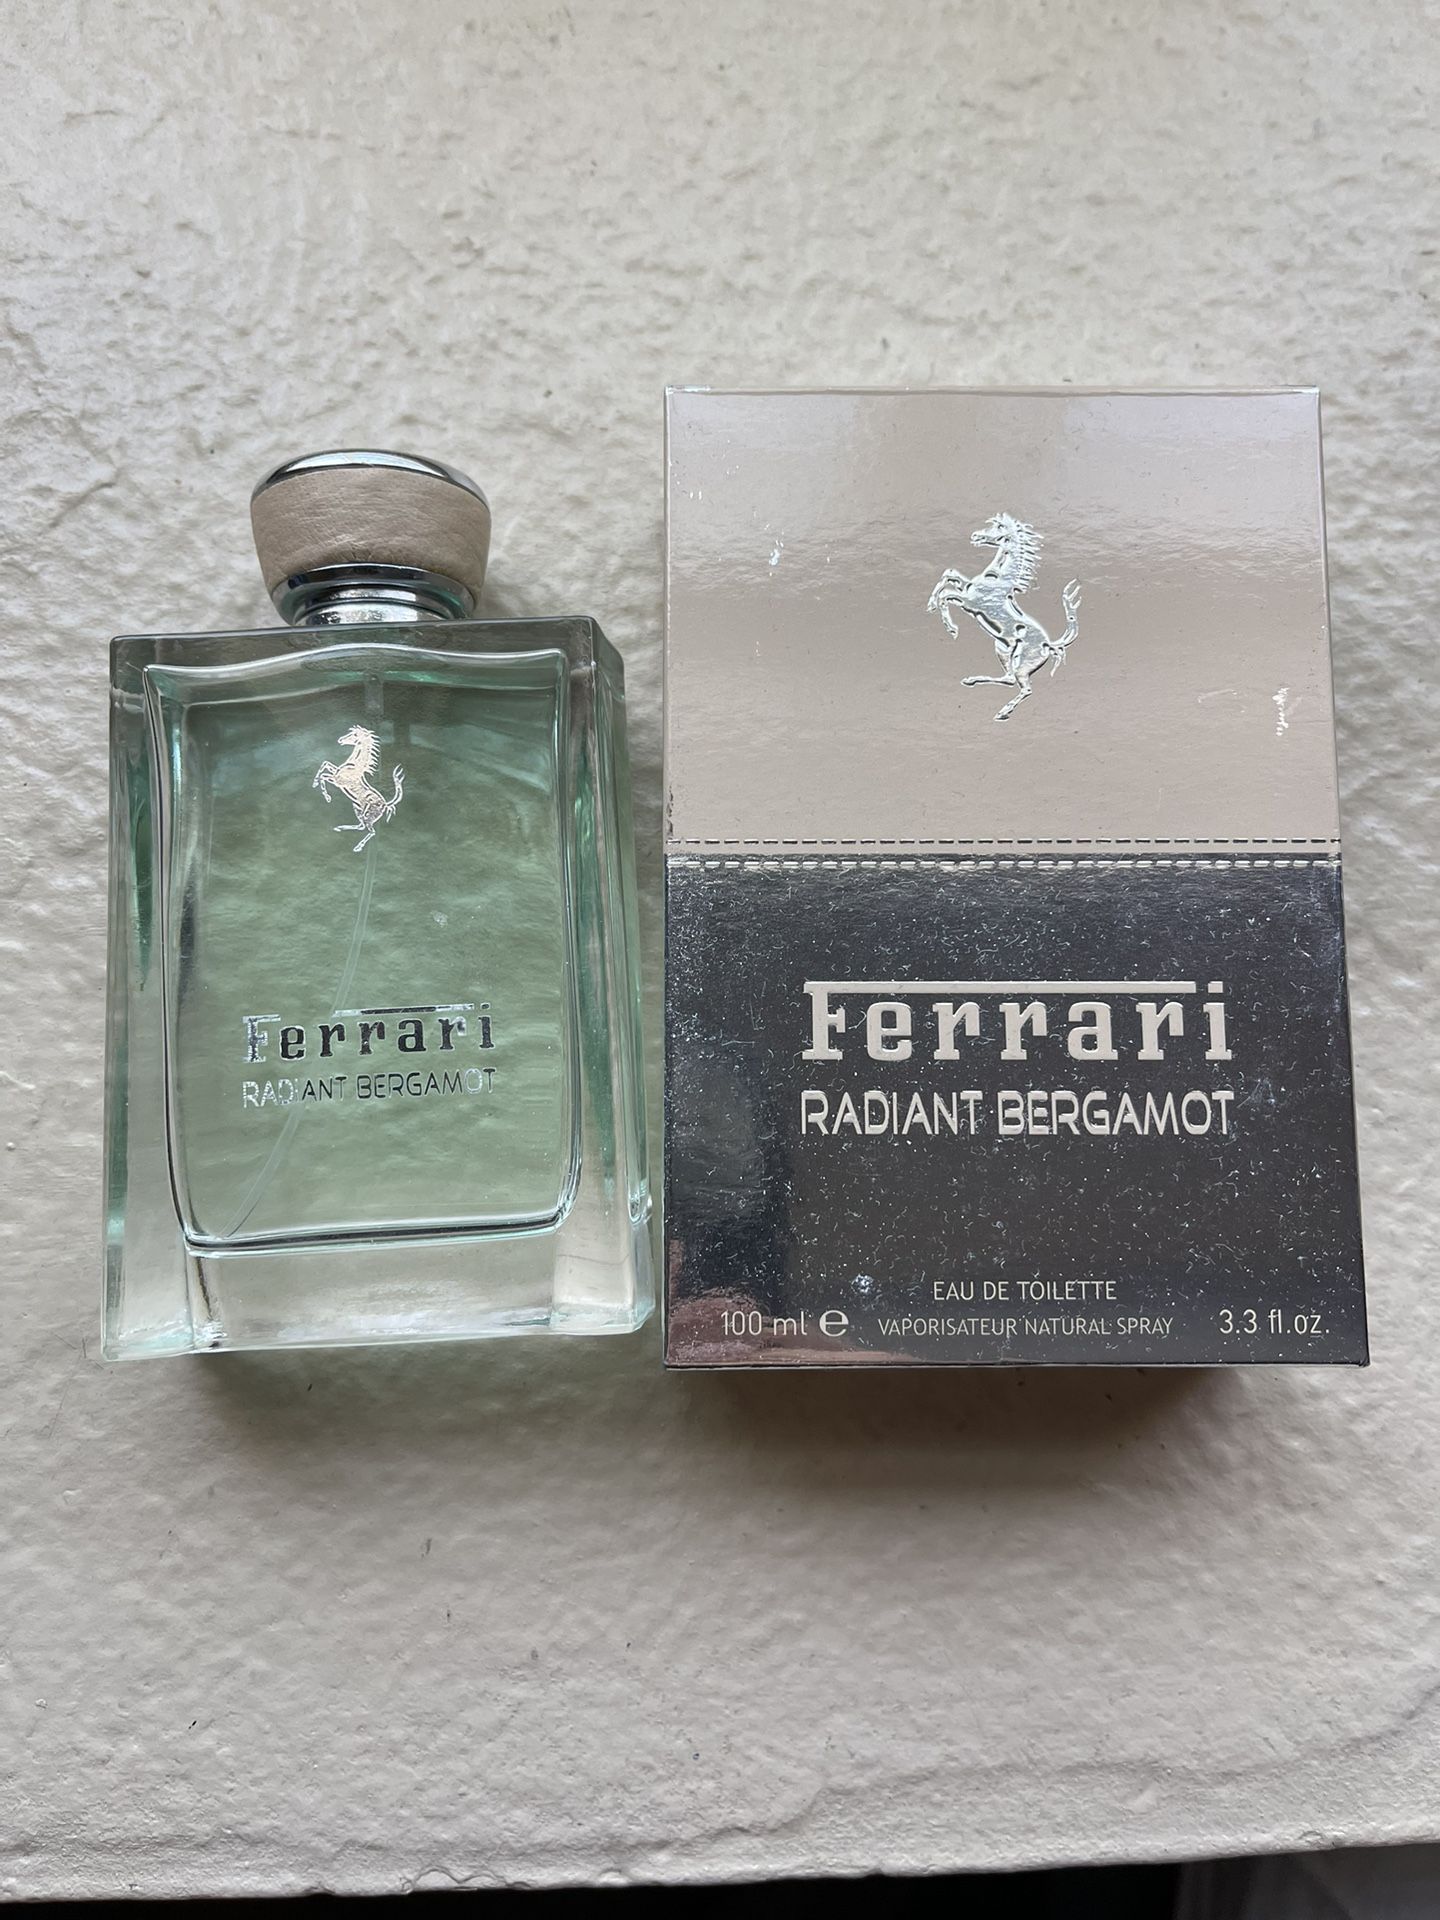 Ferrari
RADIANT BERGAMOT
Ferrari
RADIANT BERGAMOT
EAU DE TOILETTE
100 ml ℮ VAPORISATEUR NATURAL SPRAY 3.3 fl.oz.